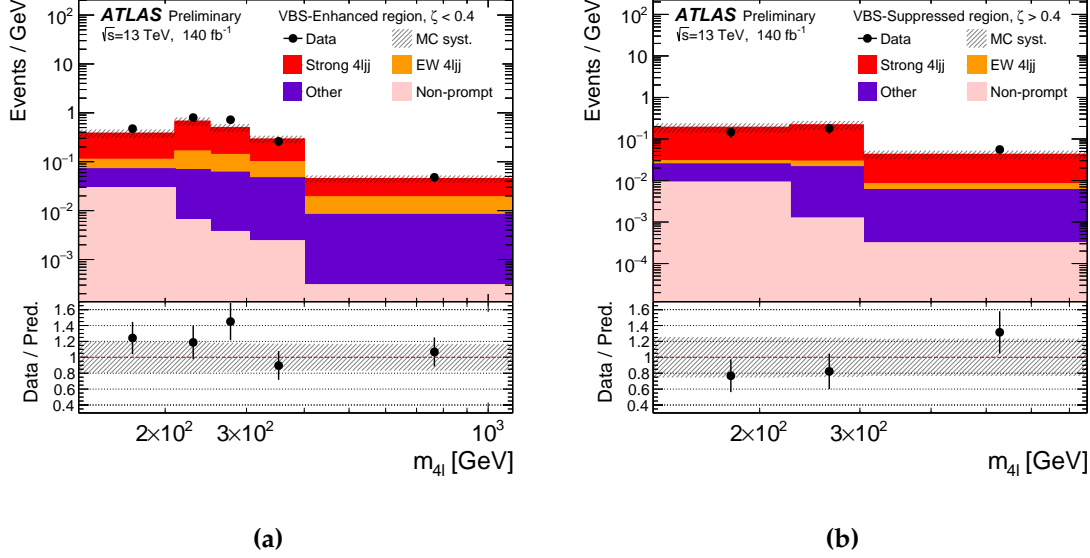 ATLAS Preliminary VBS-Enhanced region, ζ < 0.4
√s=13 TeV, 140 fb⁻¹
Data
MC syst.
Strong 4ljj
EW 4ljj
Other
Non-prompt
Events / GeV
10²
10
1
10⁻¹
10⁻²
10⁻³
Data / Pred.
1.6
1.4
1.2
1
0.8
0.6
0.4
2×10²
3×10²
10³
m4l [GeV]
(a)
ATLAS Preliminary VBS-Suppressed region, ζ > 0.4
√s=13 TeV, 140 fb⁻¹
Data
MC syst.
Strong 4ljj
EW 4ljj
Other
Non-prompt
Events / GeV
10²
10
1
10⁻¹
10⁻²
10⁻³
10⁻⁴
Data / Pred.
1.6
1.4
1.2
1
0.8
0.6
0.4
2×10²
3×10²
m4l [GeV]
(b)